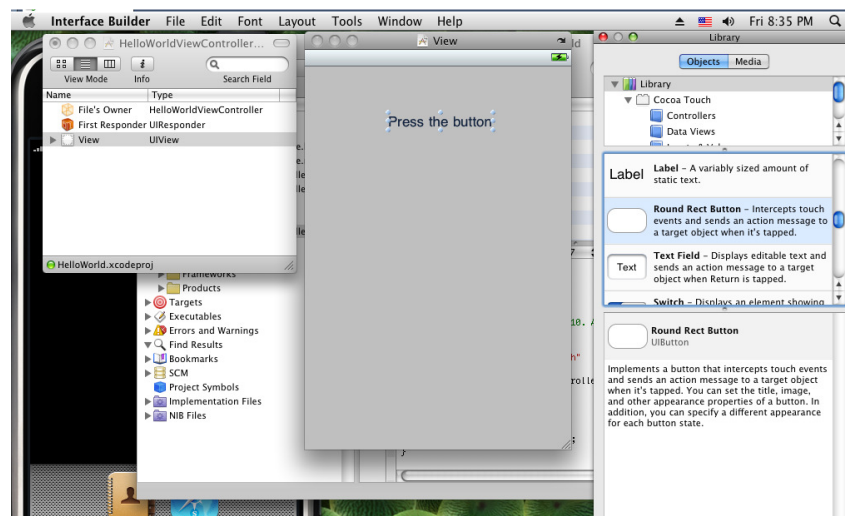 Interface Builder File Edit Font Layout Tools Window Help Fri 8:35 PM
HelloWorldViewController...
View Mode Info Search Field
Name Type
File's Owner HelloWorldViewController
First Responder UIResponder
View UIView
HelloWorld.xcodeproj
View
Press the button
Library
Objects Media
Library
Cocoa Touch
Controllers
Data Views
Label
Label – A variably sized amount of
static text.
Round Rect Button – Intercepts touch
events and sends an action message to
a target object when it's tapped.
Text
Text Field – Displays editable text and
sends an action message to a target
object when Return is tapped.
Switch – Displays an element showing
Round Rect Button
UIButton
Implements a button that intercepts touch events
and sends an action message to a target object
when it's tapped. You can set the title, image,
and other appearance properties of a button. In
addition, you can specify a different appearance
for each button state.
Frameworks
Products
Targets
Executables
Errors and Warnings
Find Results
Bookmarks
SCM
Project Symbols
Implementation Files
NIB Files